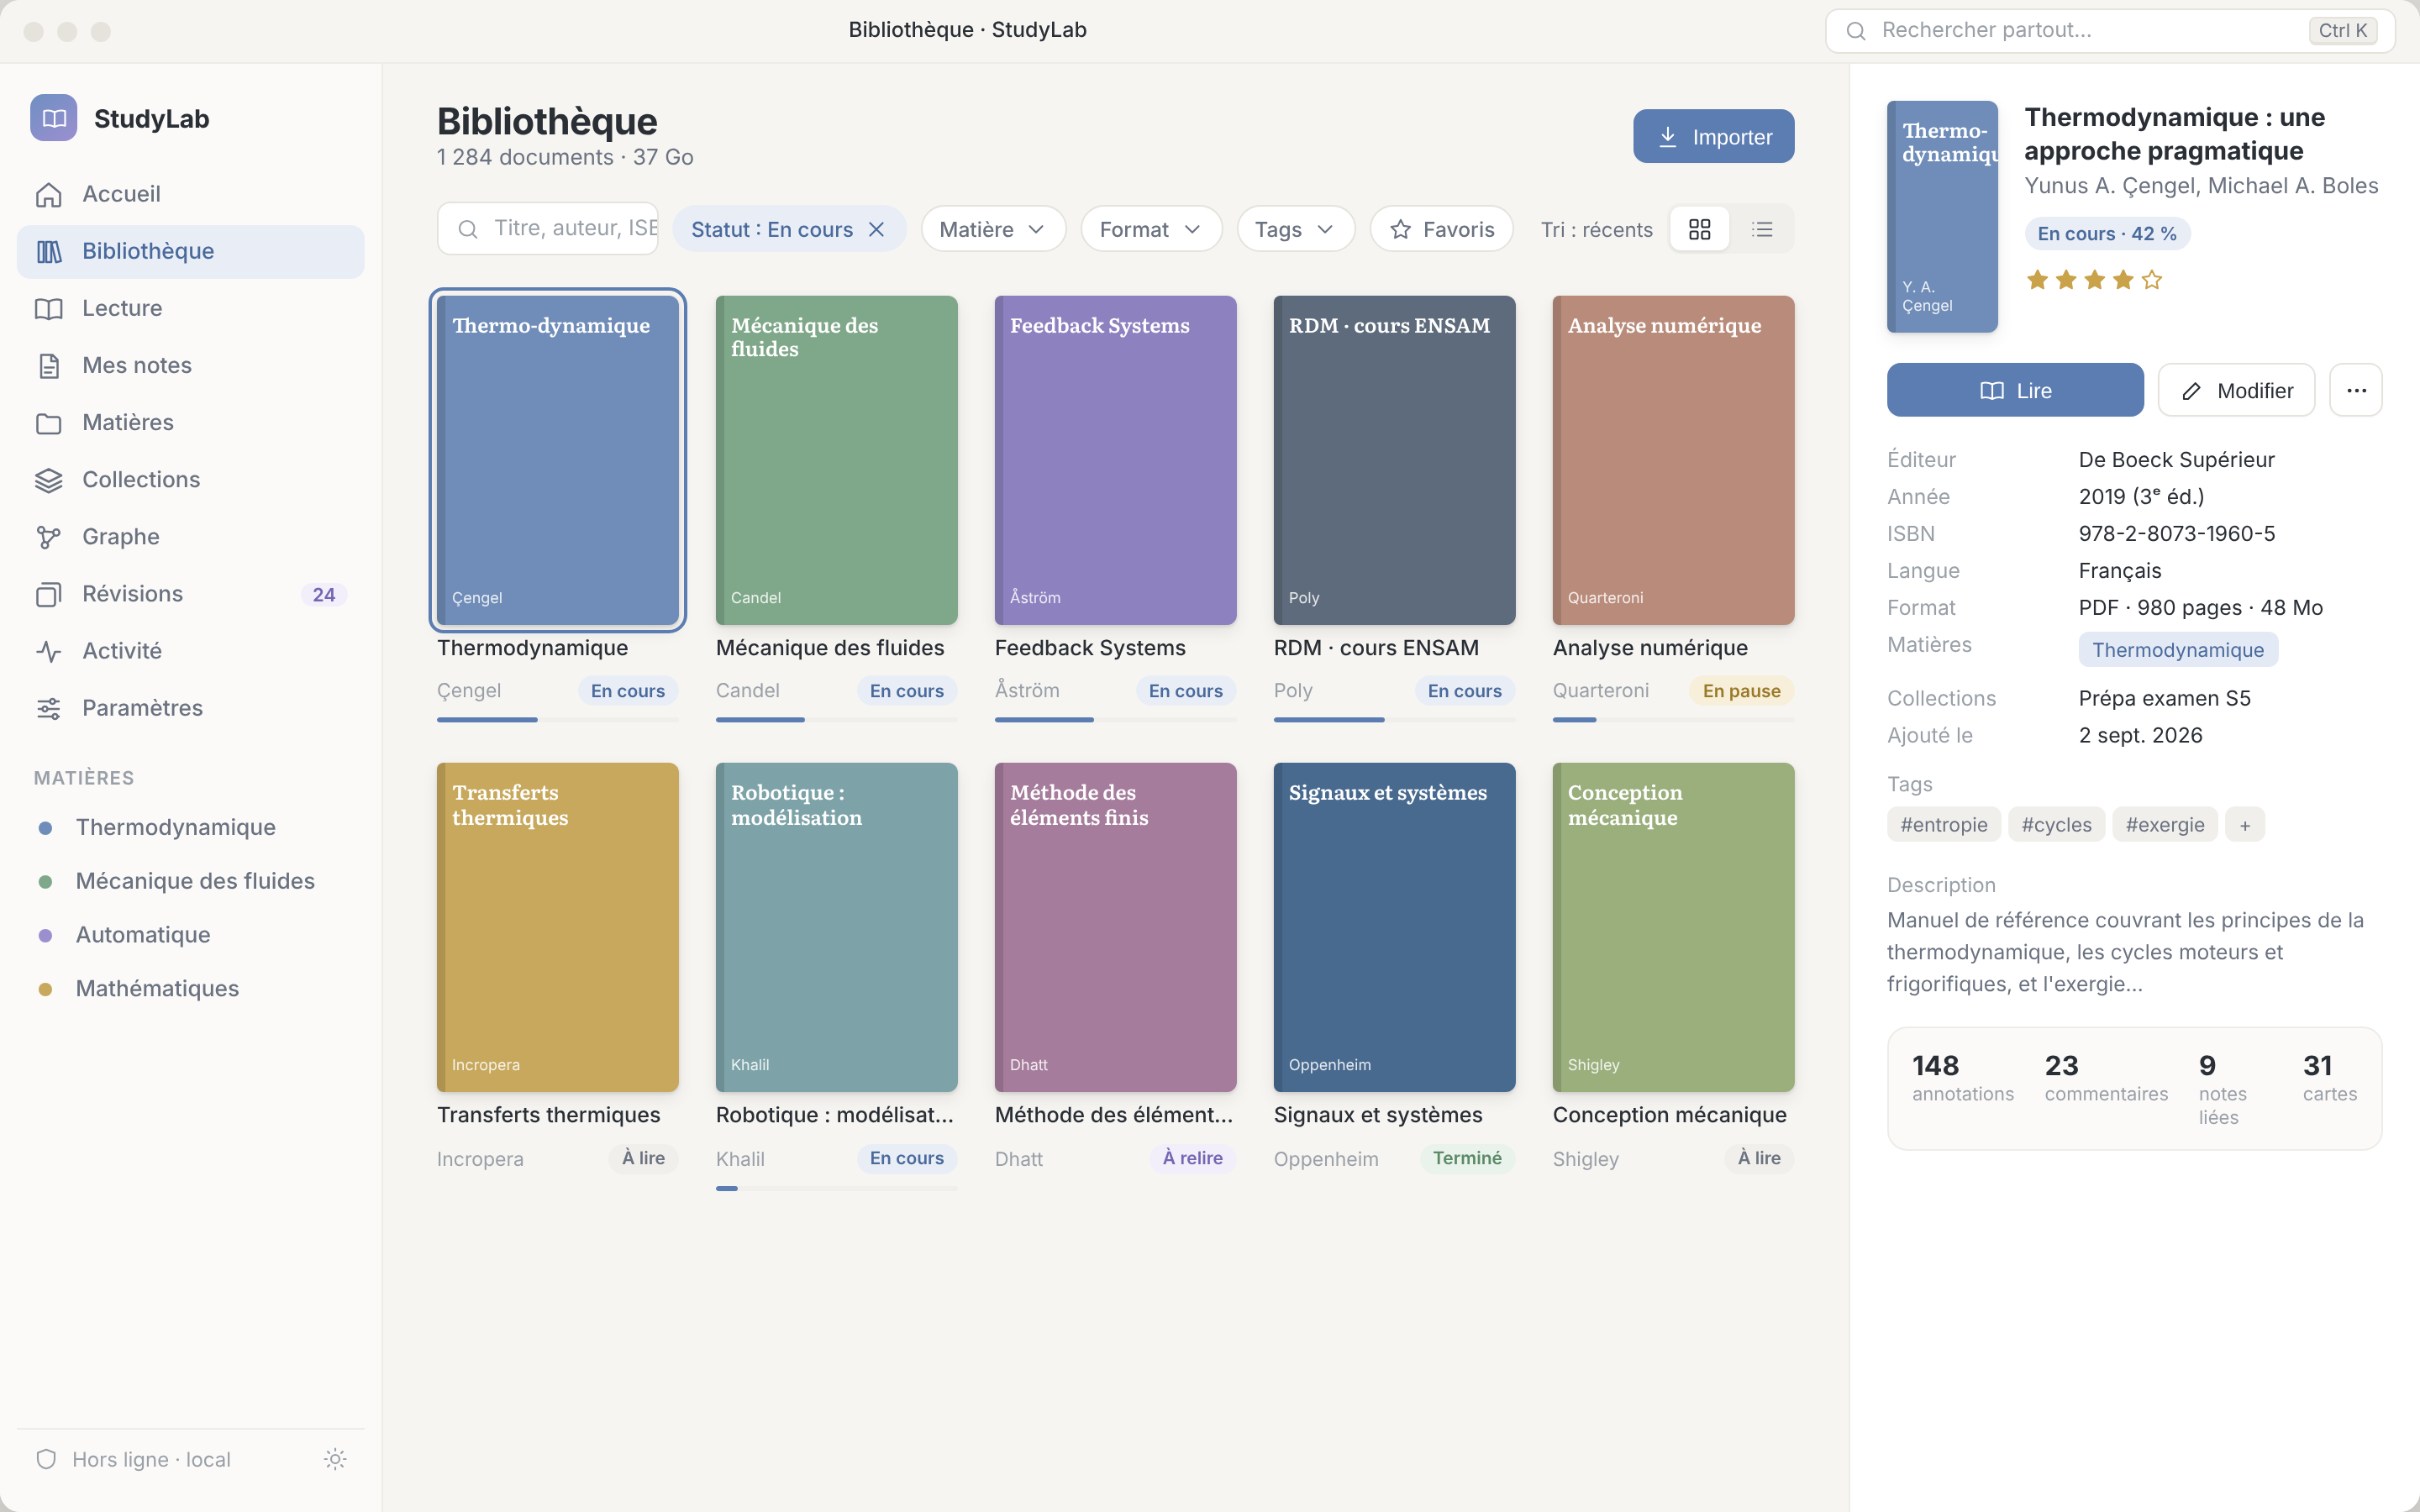 Bibliothèque · StudyLab
Rechercher partout...
Ctrl K
StudyLab
Accueil
Bibliothèque
Lecture
Mes notes
Matières
Collections
Graphe
Révisions 24
Activité
Paramètres
MATIÈRES
Thermodynamique
Mécanique des fluides
Automatique
Mathématiques
Hors ligne · local
Bibliothèque
1 284 documents · 37 Go
Importer
Titre, auteur, ISB
Statut : En cours
Matière
Format
Tags
Favoris
Tri : récents
Thermo-dynamique
Çengel
Thermodynamique
Çengel En cours
Mécanique des
fluides
Candel
Mécanique des fluides
Candel En cours
Feedback Systems
Åström
Feedback Systems
Åström En cours
RDM · cours ENSAM
Poly
RDM · cours ENSAM
Poly En cours
Analyse numérique
Quarteroni
Analyse numérique
Quarteroni En pause
Transferts
thermiques
Incropera
Transferts thermiques
Incropera À lire
Robotique :
modélisation
Khalil
Robotique : modélisat...
Khalil En cours
Méthode des
éléments finis
Dhatt
Méthode des élément...
Dhatt À relire
Signaux et systèmes
Oppenheim
Signaux et systèmes
Oppenheim Terminé
Conception
mécanique
Shigley
Conception mécanique
Shigley À lire
Thermo-
dynamiqu
Y. A.
Çengel
Thermodynamique : une
approche pragmatique
Yunus A. Çengel, Michael A. Boles
En cours · 42 %
Lire
Modifier
Éditeur De Boeck Supérieur
Année 2019 (3ᵉ éd.)
ISBN 978-2-8073-1960-5
Langue Français
Format PDF · 980 pages · 48 Mo
Matières Thermodynamique
Collections Prépa examen S5
Ajouté le 2 sept. 2026
Tags
#entropie #cycles #exergie +
Description
Manuel de référence couvrant les principes de la
thermodynamique, les cycles moteurs et
frigorifiques, et l'exergie...
148 23 9 31
annotations commentaires notes cartes
liées